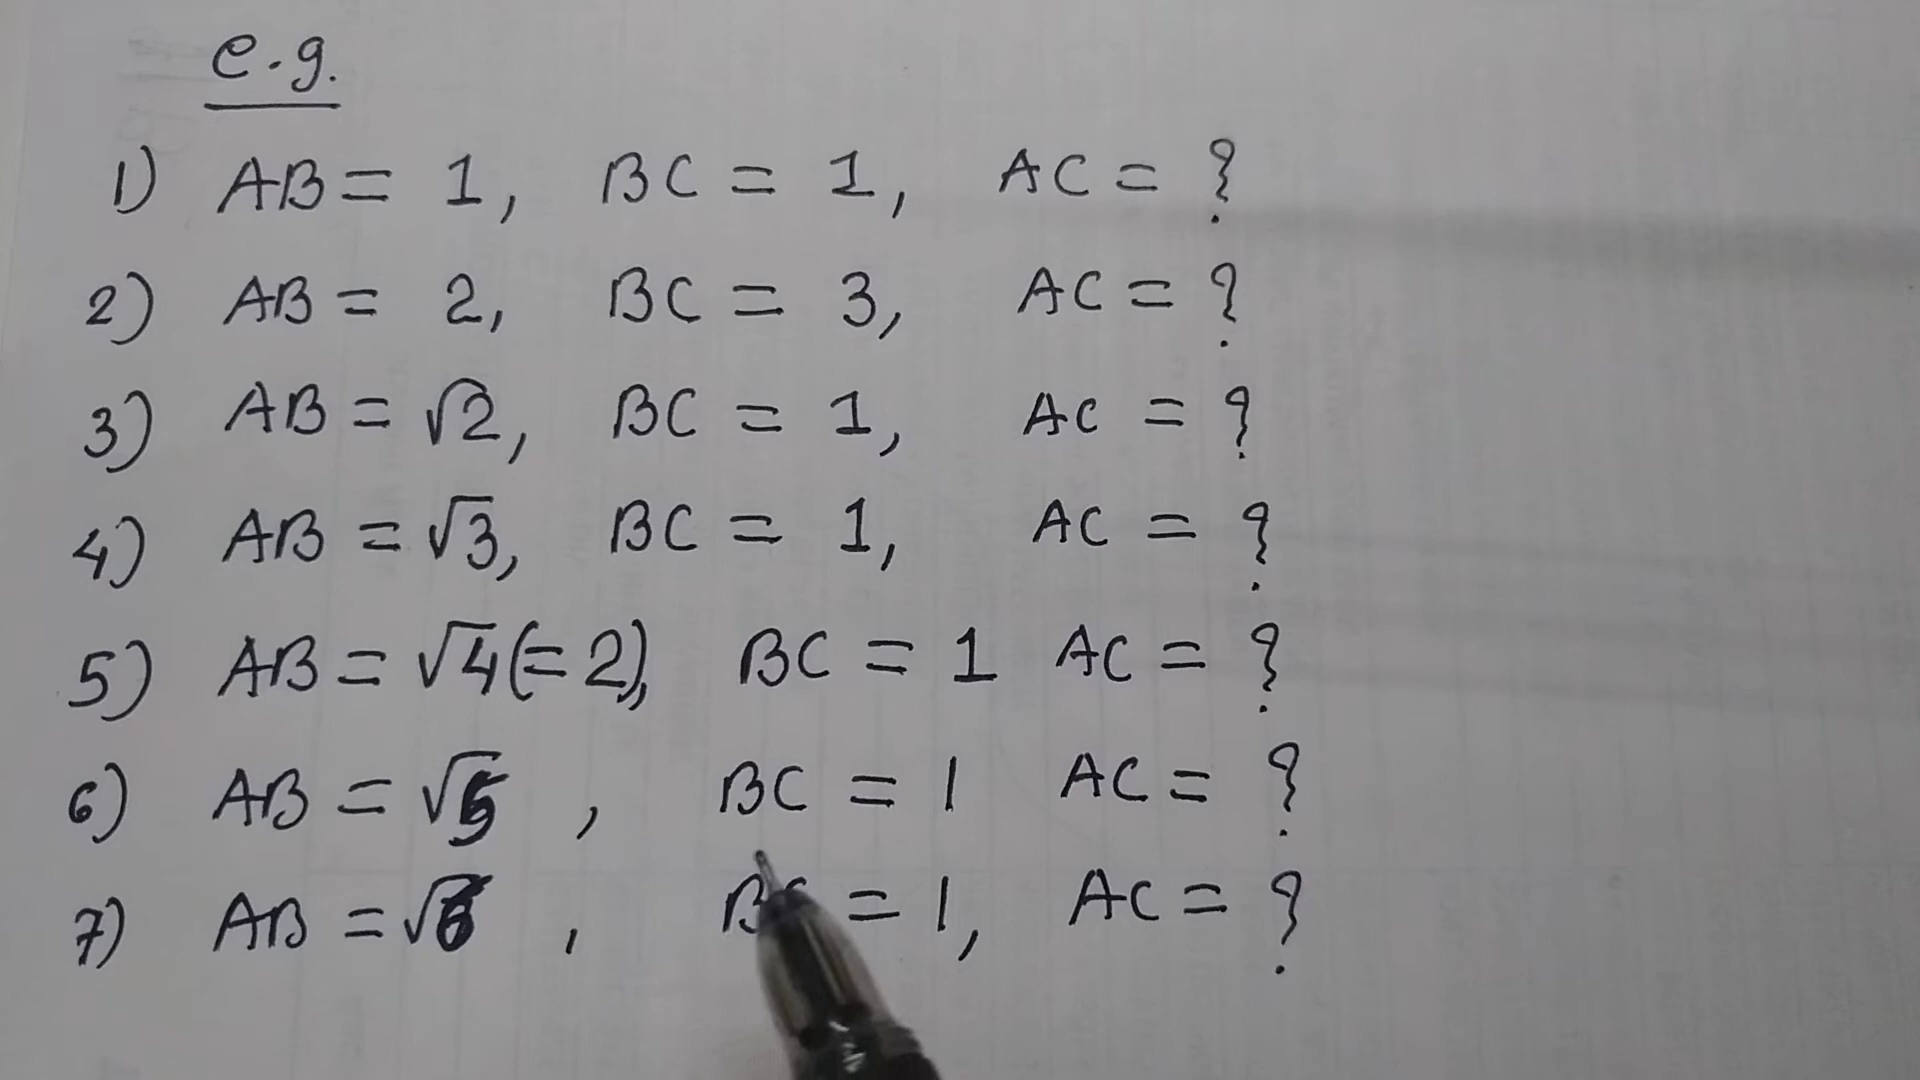 e.g.
1) AB = 1, BC = 1, AC = ?
2) AB = 2, BC = 3, AC = ?
3) AB = √2, BC = 1, AC = ?
4) AB = √3, BC = 1, AC = ?
5) AB = √4(= 2), BC = 1 AC = ?
6) AB = √5 , BC = 1 AC = ?
7) AB = √6 , BC = 1, AC = ?